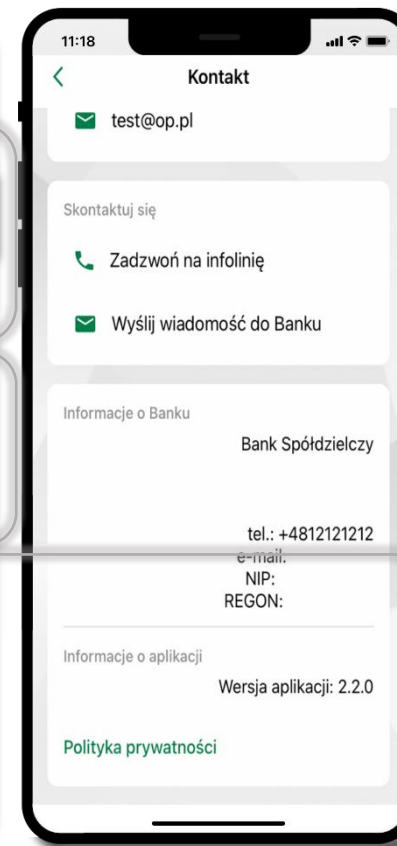 11:18
Kontakt
test@op.pl
Skontaktuj się
Zadzwoń na infolinię
Wyślij wiadomość do Banku
Informacje o Banku
Bank Spółdzielczy
tel.: +4812121212
e-mail:
NIP:
REGON:
Informacje o aplikacji
Wersja aplikacji: 2.2.0
Polityka prywatności